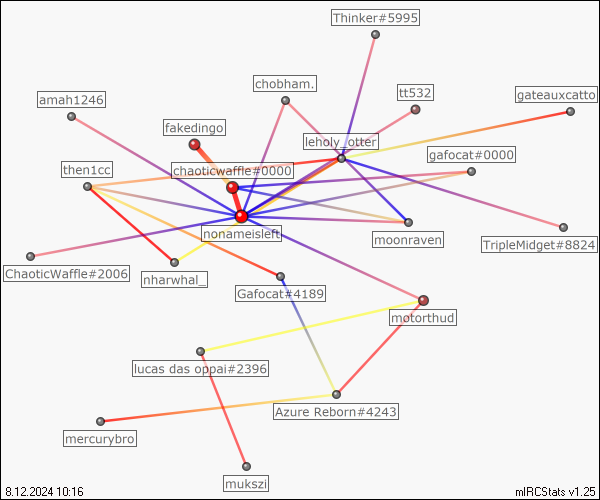 Thinker#5995
chobham.
tt532
gateauxcatto
amah1246
fakedingo
leholy_otter
gafocat#0000
then1cc
chaoticwaffle#0000
nonameisleft
moonraven
TripleMidget#8824
ChaoticWaffle#2006
nharwhal_
Gafocat#4189
motorthud
lucas das oppai#2396
Azure Reborn#4243
mercurybro
mukszi
8.12.2024 10:16
mIRCStats v1.25